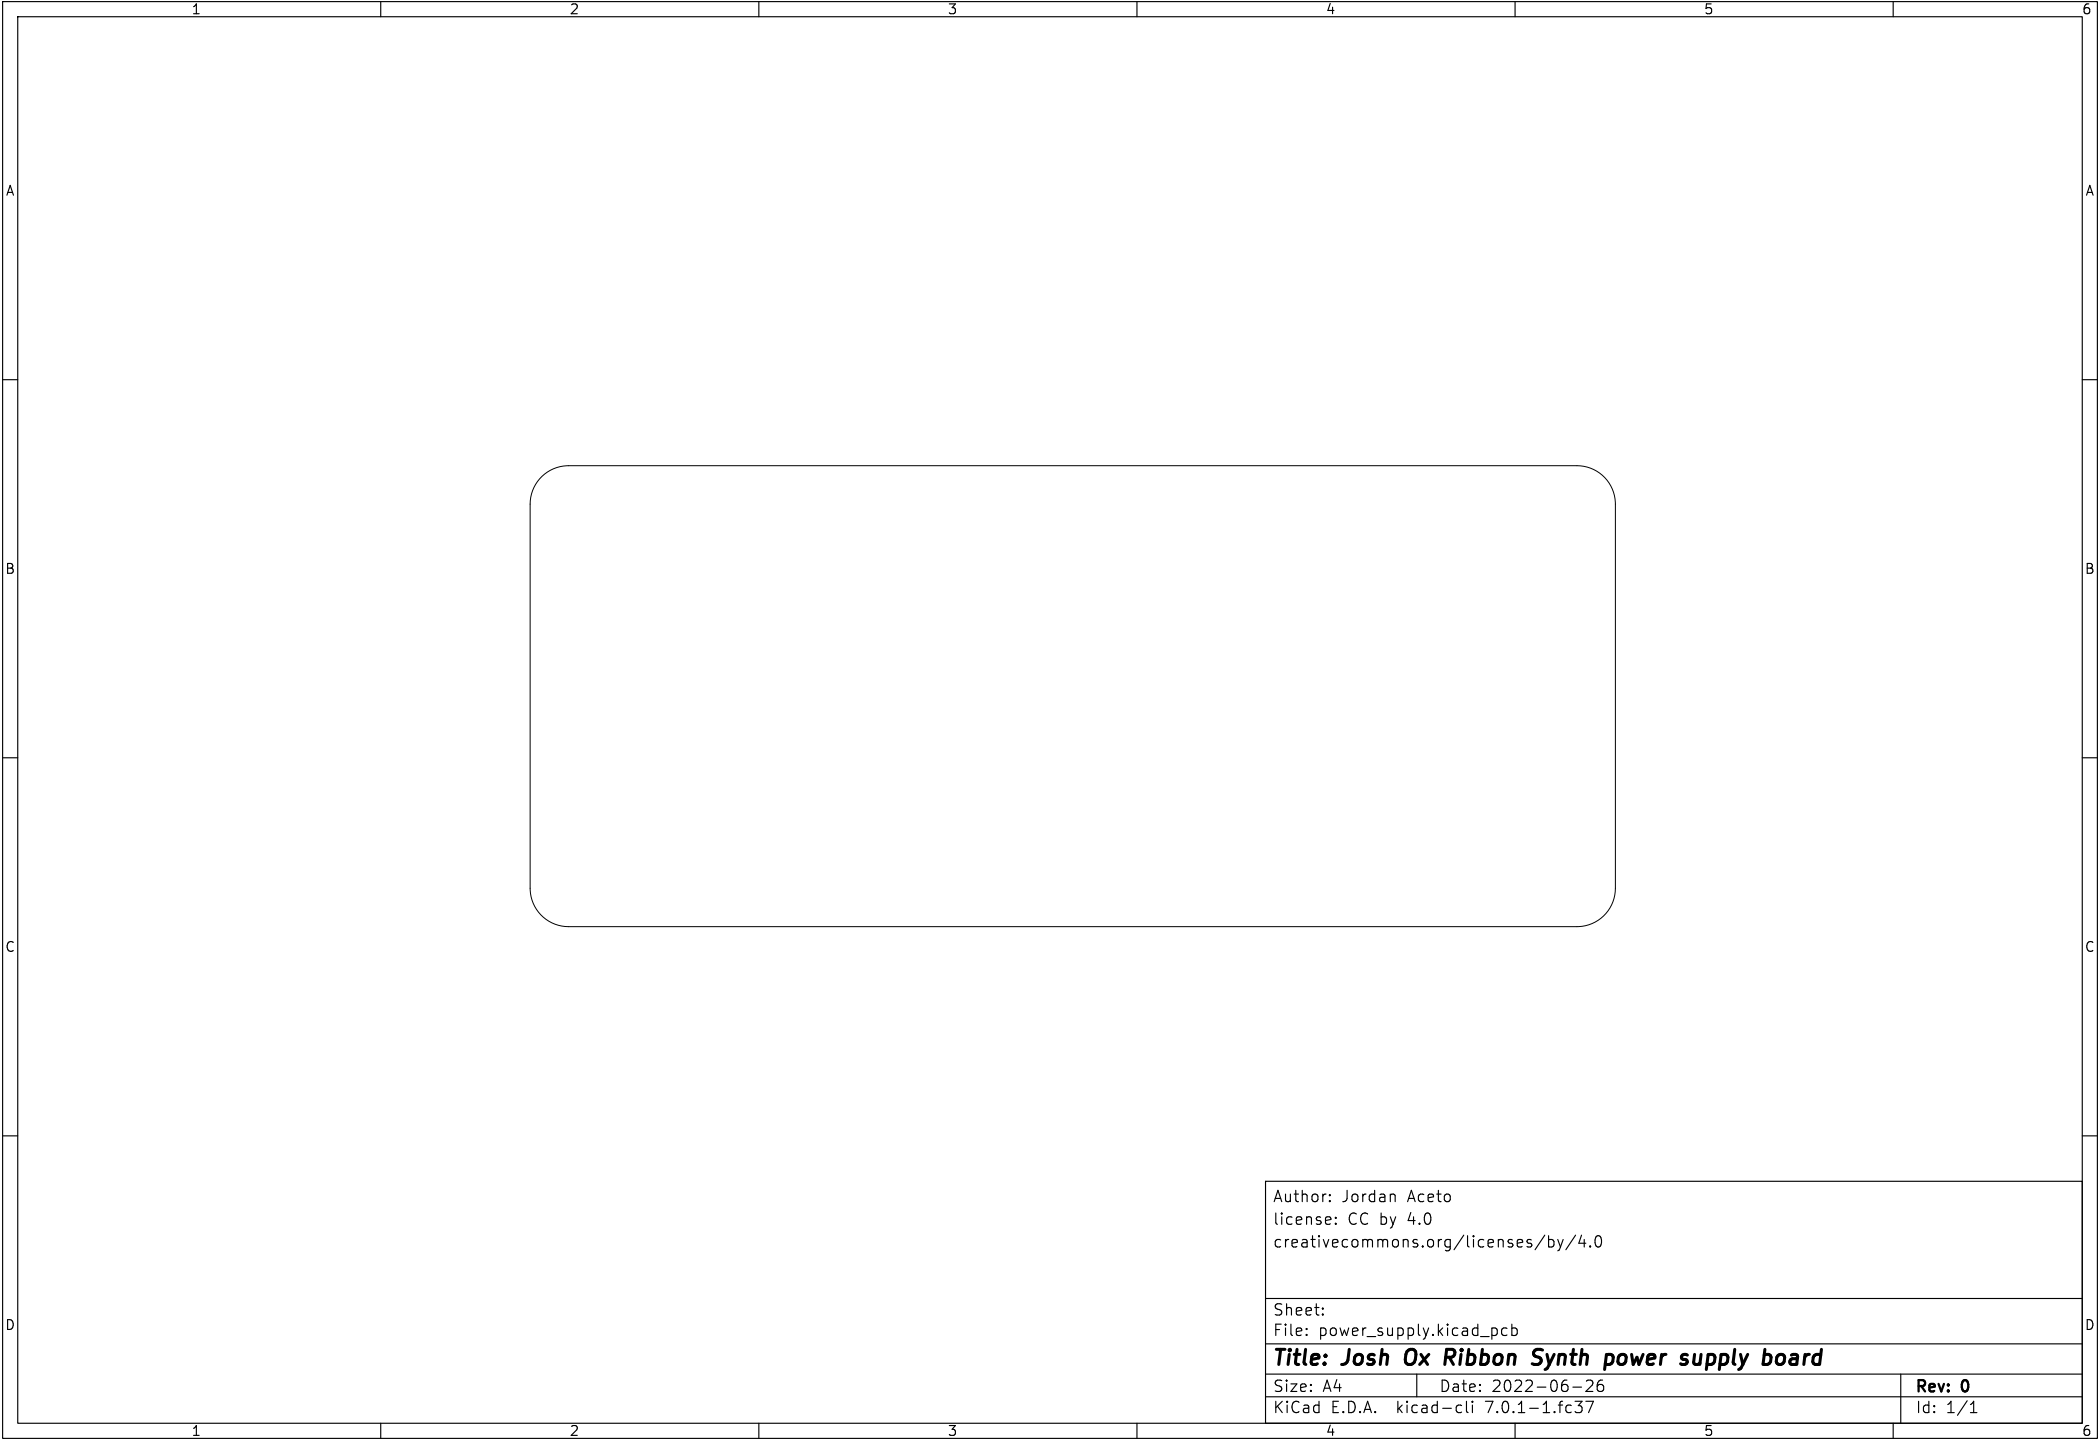 1 2 3 4 5 6
A A
B B
C C
Author: Jordan Aceto
license: CC by 4.0
creativecommons.org/licenses/by/4.0
Sheet:
File: power_supply.kicad_pcb
D D
Title: Josh Ox Ribbon Synth power supply board
Size: A4 Date: 2022-06-26 Rev: 0
KiCad E.D.A. kicad-cli 7.0.1-1.fc37 Id: 1/1
1 2 3 4 5 6